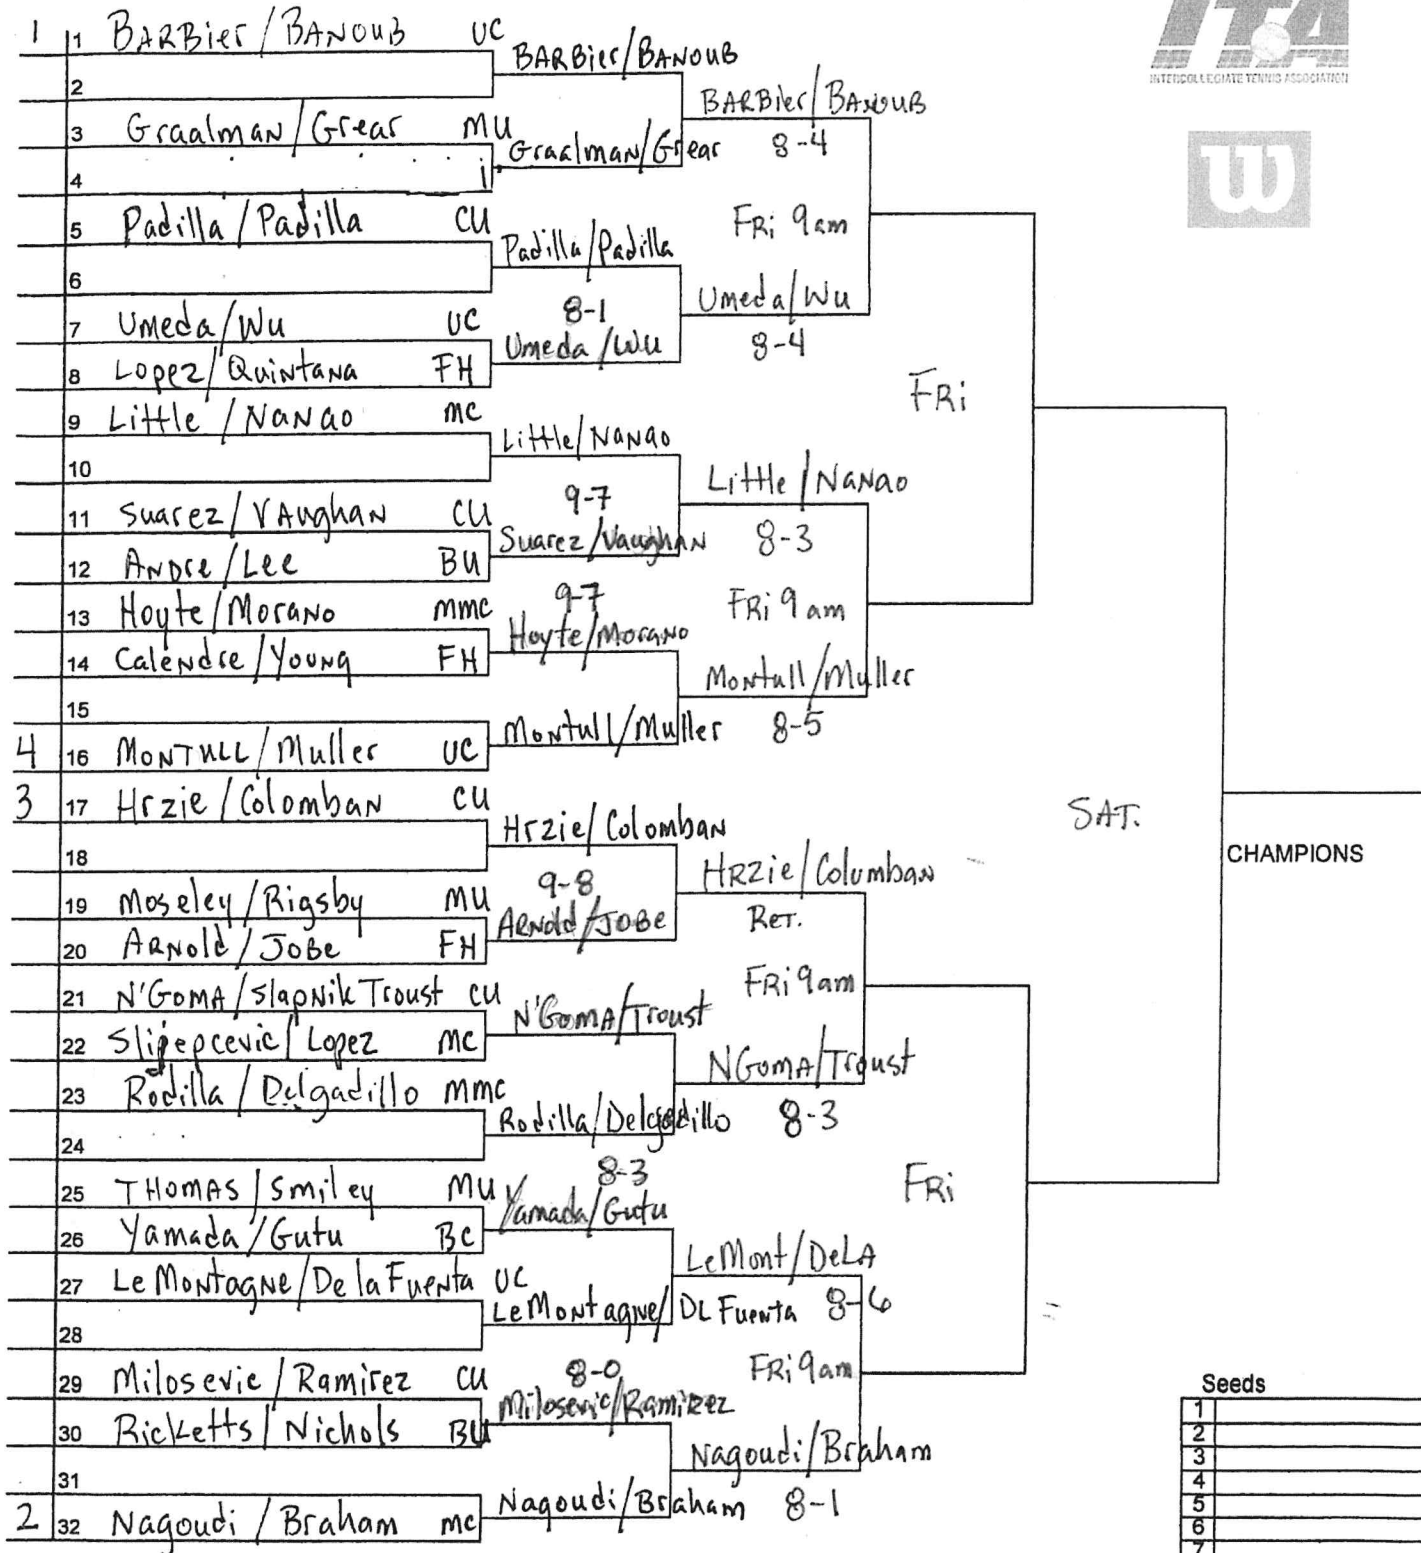 ITA
INTERCOLLEGIATE TENNIS ASSOCIATION
W
1 1 BARBier/BANOUB UC
2
3 Graalman/Grear MU
4
5 Padilla/Padilla CU
6
7 Umeda/Wu UC
8 Lopez/Quintana FH
9 Little/Nanao MC
10
11 Suarez/Vaughan CU
12 Andre/Lee BU
13 Hoyte/Morano MMC
14 Calendre/Young FH
15
4 16 Montull/Muller UC
3 17 Hrzie/Colomban CU
18
19 Moseley/Rigsby MU
20 Arnold/Jobe FH
21 N'Goma/Slapnik Troust CU
22 Slijepcevic/Lopez MC
23 Rodilla/Delgadillo MMC
24
25 Thomas/Smiley MU
26 Yamada/Gutu BC
27 LeMontagne/De la Fuenta UC
28
29 Milosevic/Ramirez CU
30 Ricketts/Nichols BU
31
2 32 Nagoudi/Braham MC
BARBier/BANOUB
Graalman/Grear
Padilla/Padilla
8-1
Umeda/Wu
Little/Nanao
9-7
Suarez/Vaughan
9-7
Hoyte/Morano
Montull/Muller
Hrzie/Colomban
9-8
Arnold/Jobe
N'Goma/Troust
Rodilla/Delgadillo
8-3
Yamada/Gutu
LeMontagne/DL Fuenta
8-0
Milosevic/Ramirez
Nagoudi/Braham
BARBier/BANOUB
8-4
FRi 9am
Umeda/Wu
8-4
Little/Nanao
8-3
FRi 9am
Montull/Muller
8-5
HRZie/Columban
RET.
FRi 9am
NGoma/Troust
8-3
LeMont/DeLA
8-6
FRi 9am
Nagoudi/Braham
8-1
FRi
FRi
SAT.
CHAMPIONS
Seeds
1
2
3
4
5
6
7